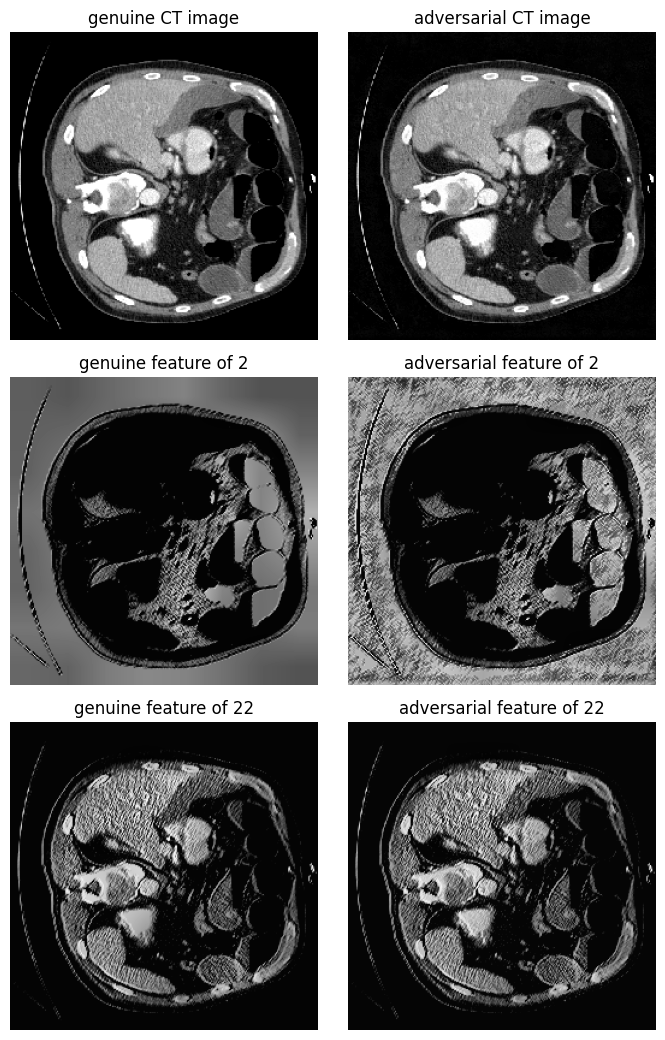 genuine CT image
adversarial CT image
genuine feature of 2
adversarial feature of 2
genuine feature of 22
adversarial feature of 22